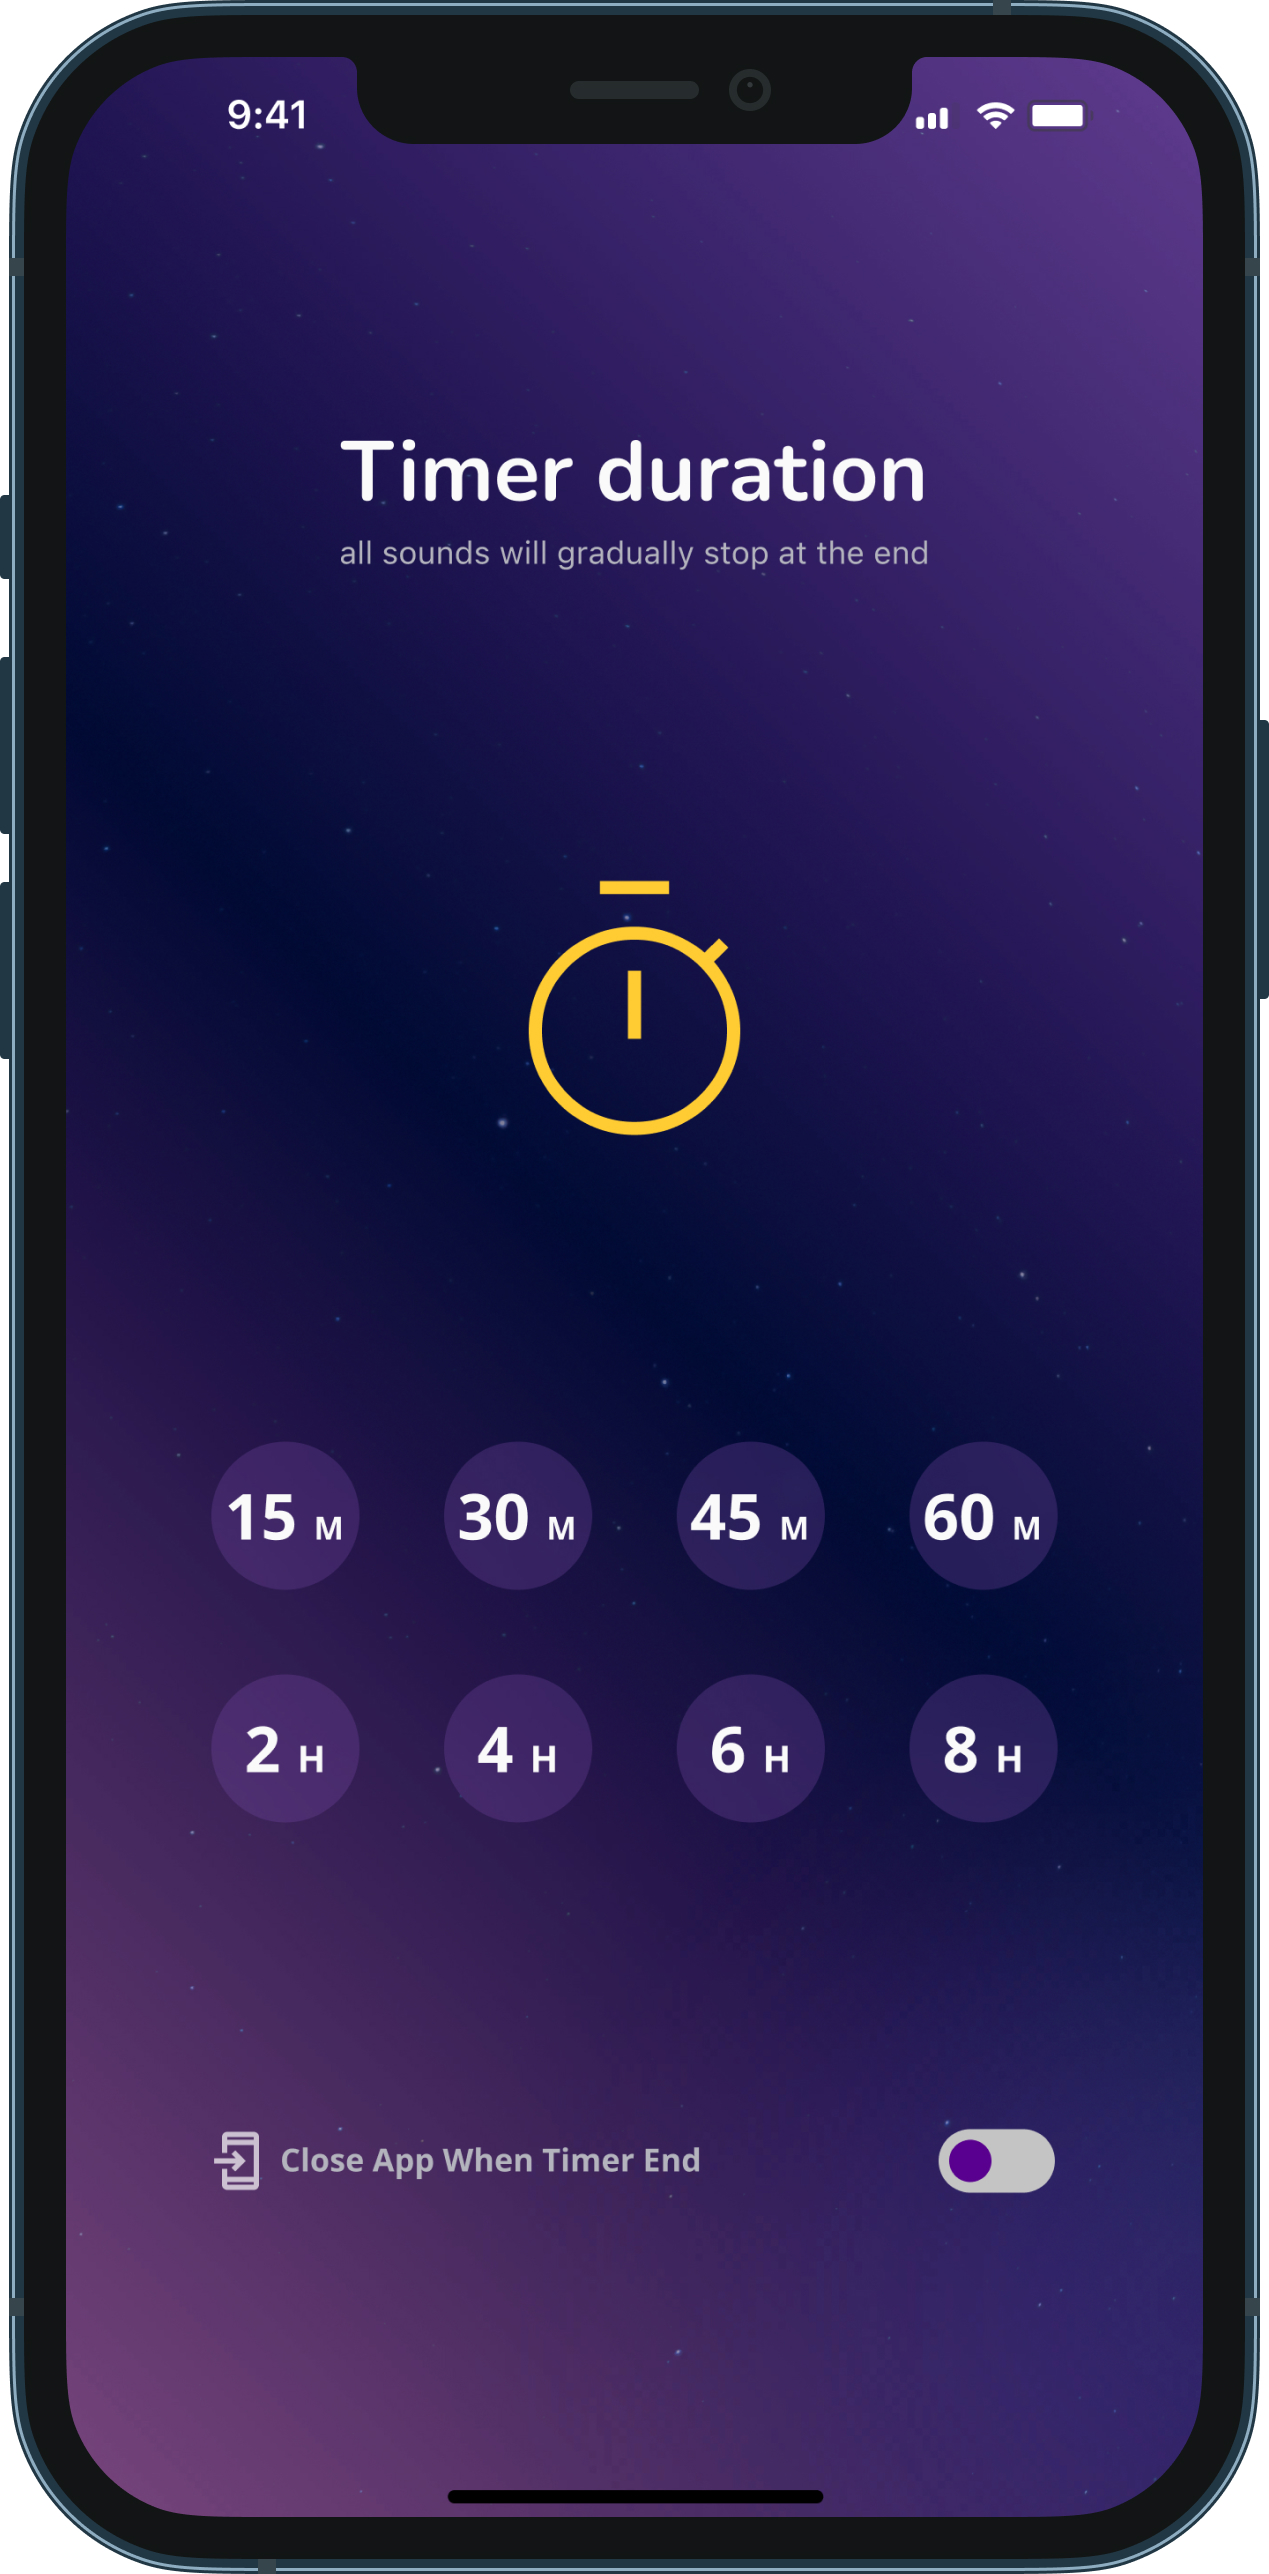 9:41
Timer duration
all sounds will gradually stop at the end
15 M 30 M 45 M 60 M
2 H 4 H 6 H 8 H
Close App When Timer End